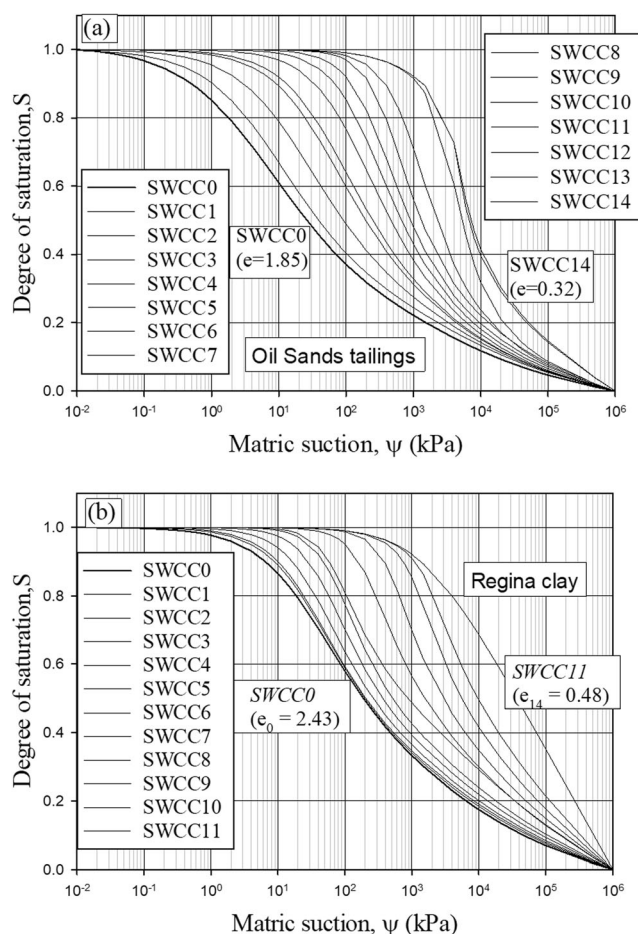 (a)
1.0
0.8
0.6
0.4
0.2
0.0
Degree of saturation,S
SWCC0
SWCC1
SWCC2
SWCC3
SWCC4
SWCC5
SWCC6
SWCC7
SWCC8
SWCC9
SWCC10
SWCC11
SWCC12
SWCC13
SWCC14
SWCC0
(e=1.85)
SWCC14
(e=0.32)
Oil Sands tailings
10⁻² 10⁻¹ 10⁰ 10¹ 10² 10³ 10⁴ 10⁵ 10⁶
Matric suction, ψ (kPa)
(b)
1.0
0.8
0.6
0.4
0.2
0.0
Degree of saturation,S
SWCC0
SWCC1
SWCC2
SWCC3
SWCC4
SWCC5
SWCC6
SWCC7
SWCC8
SWCC9
SWCC10
SWCC11
Regina clay
SWCC0
(e₀ = 2.43)
SWCC11
(e₁₄ = 0.48)
10⁻² 10⁻¹ 10⁰ 10¹ 10² 10³ 10⁴ 10⁵ 10⁶
Matric suction, ψ (kPa)